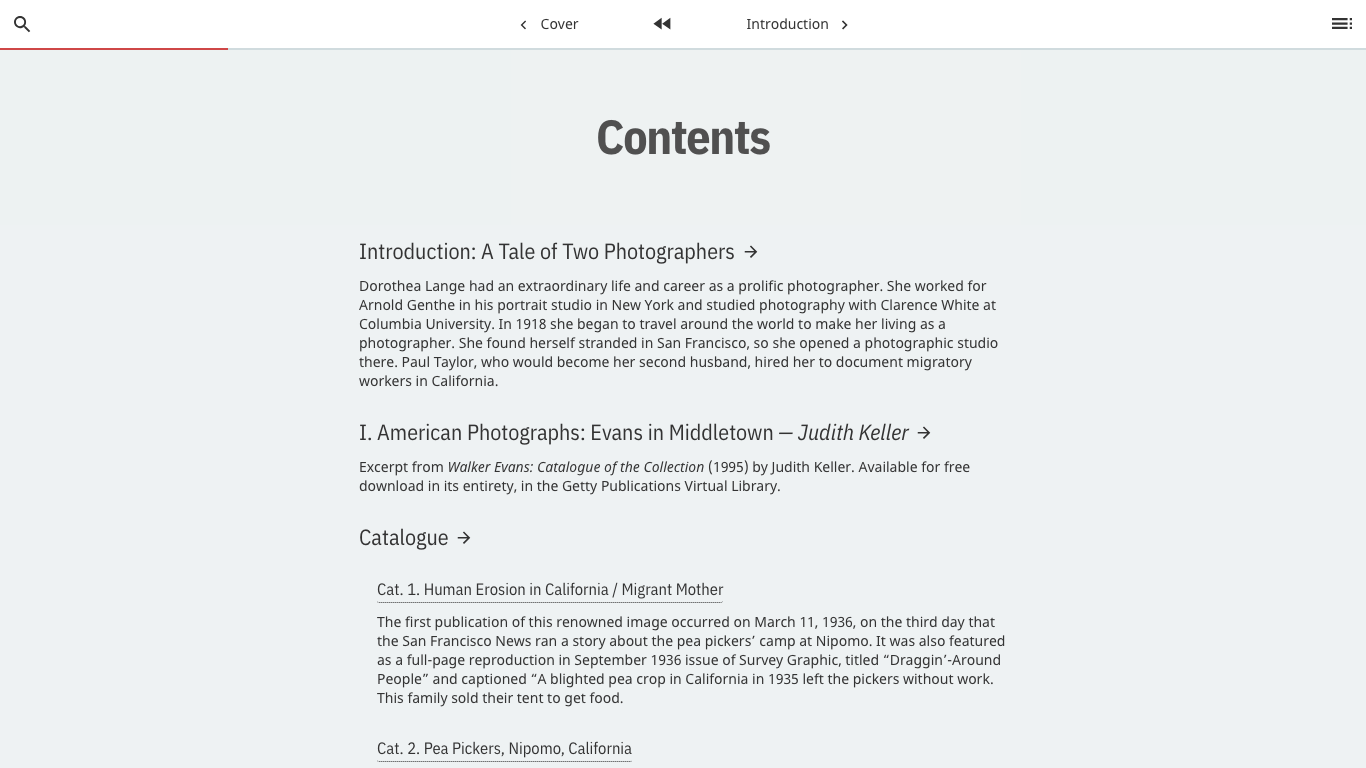 Cover
Introduction
Contents
Introduction: A Tale of Two Photographers →
Dorothea Lange had an extraordinary life and career as a prolific photographer. She worked for
Arnold Genthe in his portrait studio in New York and studied photography with Clarence White at
Columbia University. In 1918 she began to travel around the world to make her living as a
photographer. She found herself stranded in San Francisco, so she opened a photographic studio
there. Paul Taylor, who would become her second husband, hired her to document migratory
workers in California.
I. American Photographs: Evans in Middletown — Judith Keller →
Excerpt from Walker Evans: Catalogue of the Collection (1995) by Judith Keller. Available for free
download in its entirety, in the Getty Publications Virtual Library.
Catalogue →
Cat. 1. Human Erosion in California / Migrant Mother
The first publication of this renowned image occurred on March 11, 1936, on the third day that
the San Francisco News ran a story about the pea pickers’ camp at Nipomo. It was also featured
as a full-page reproduction in September 1936 issue of Survey Graphic, titled “Draggin’-Around
People” and captioned “A blighted pea crop in California in 1935 left the pickers without work.
This family sold their tent to get food.
Cat. 2. Pea Pickers, Nipomo, California